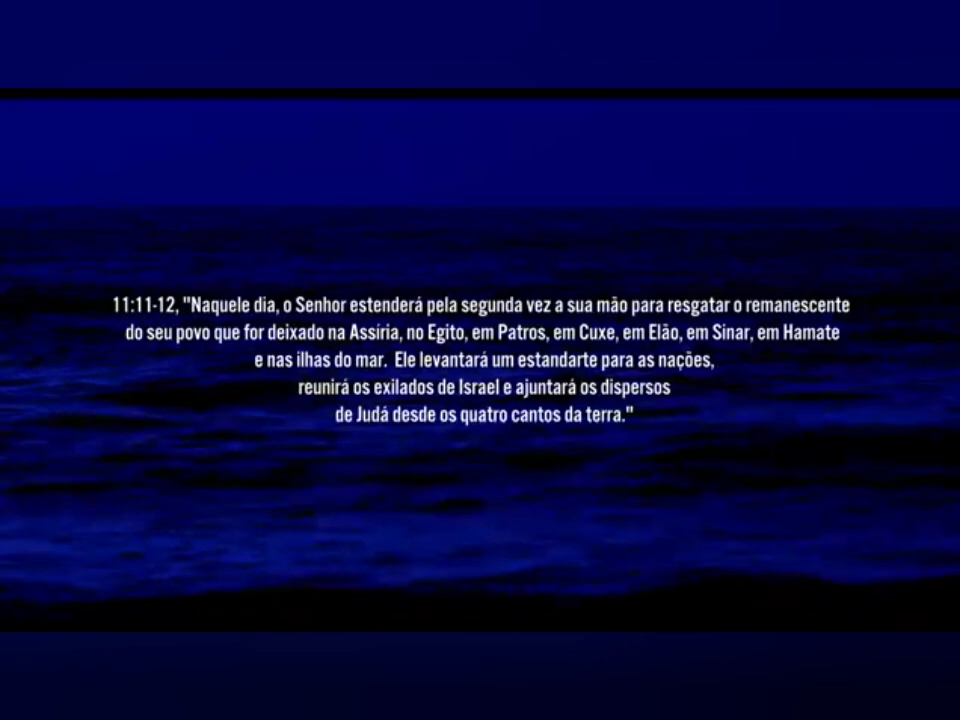 11:11-12, "Naquele dia, o Senhor estenderá pela segunda vez a sua mão para resgatar o remanescente
do seu povo que for deixado na Assíria, no Egito, em Patros, em Cuxe, em Elão, em Sinar, em Hamate
e nas ilhas do mar.  Ele levantará um estandarte para as nações,
reunirá os exilados de Israel e ajuntará os dispersos
de Judá desde os quatro cantos da terra."